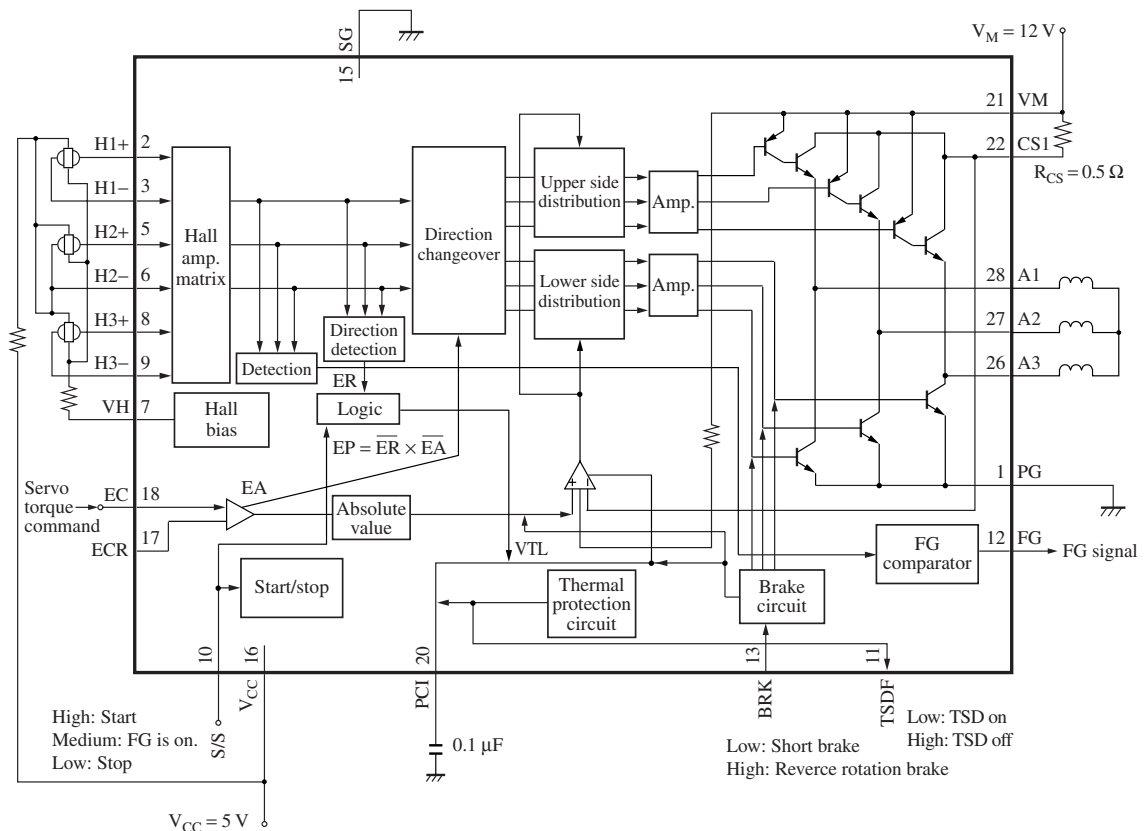 15 SG
V_M = 12 V
21 VM
22 CS1
R_CS = 0.5 Ω
H1+ 2
H1− 3
H2+ 5
H2− 6
H3+ 8
H3− 9
VH 7
Hall
amp.
matrix
Hall
bias
Direction
changeover
Upper side
distribution
Amp.
Lower side
distribution
Amp.
28 A1
27 A2
26 A3
Direction
detection
Detection
ER
Logic
EP = \overline{ER} × \overline{EA}
Servo
torque
command
EC 18
EA
ECR 17
Absolute
value
+
−
1 PG
12 FG
FG signal
FG
comparator
VTL
Start/stop
Thermal
protection
circuit
Brake
circuit
10
16
20
13
11
S/S
V_CC
PCI
BRK
TSDF
High: Start
Medium: FG is on.
Low: Stop
0.1 μF
Low: Short brake
High: Reverce rotation brake
Low: TSD on
High: TSD off
V_CC = 5 V